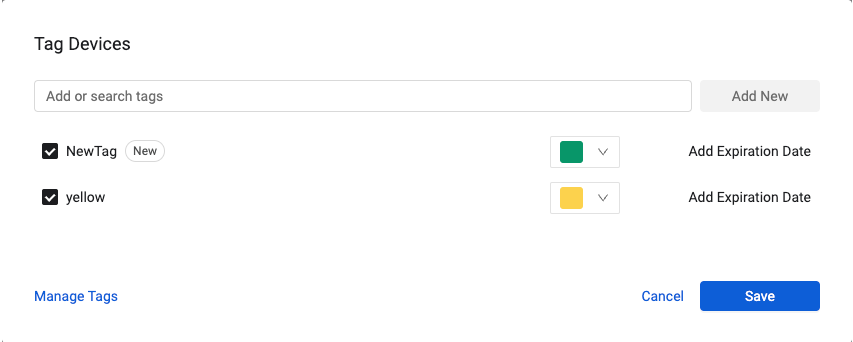 Tag Devices
Add or search tags
Add New
NewTag New Add Expiration Date
yellow Add Expiration Date
Manage Tags Cancel Save